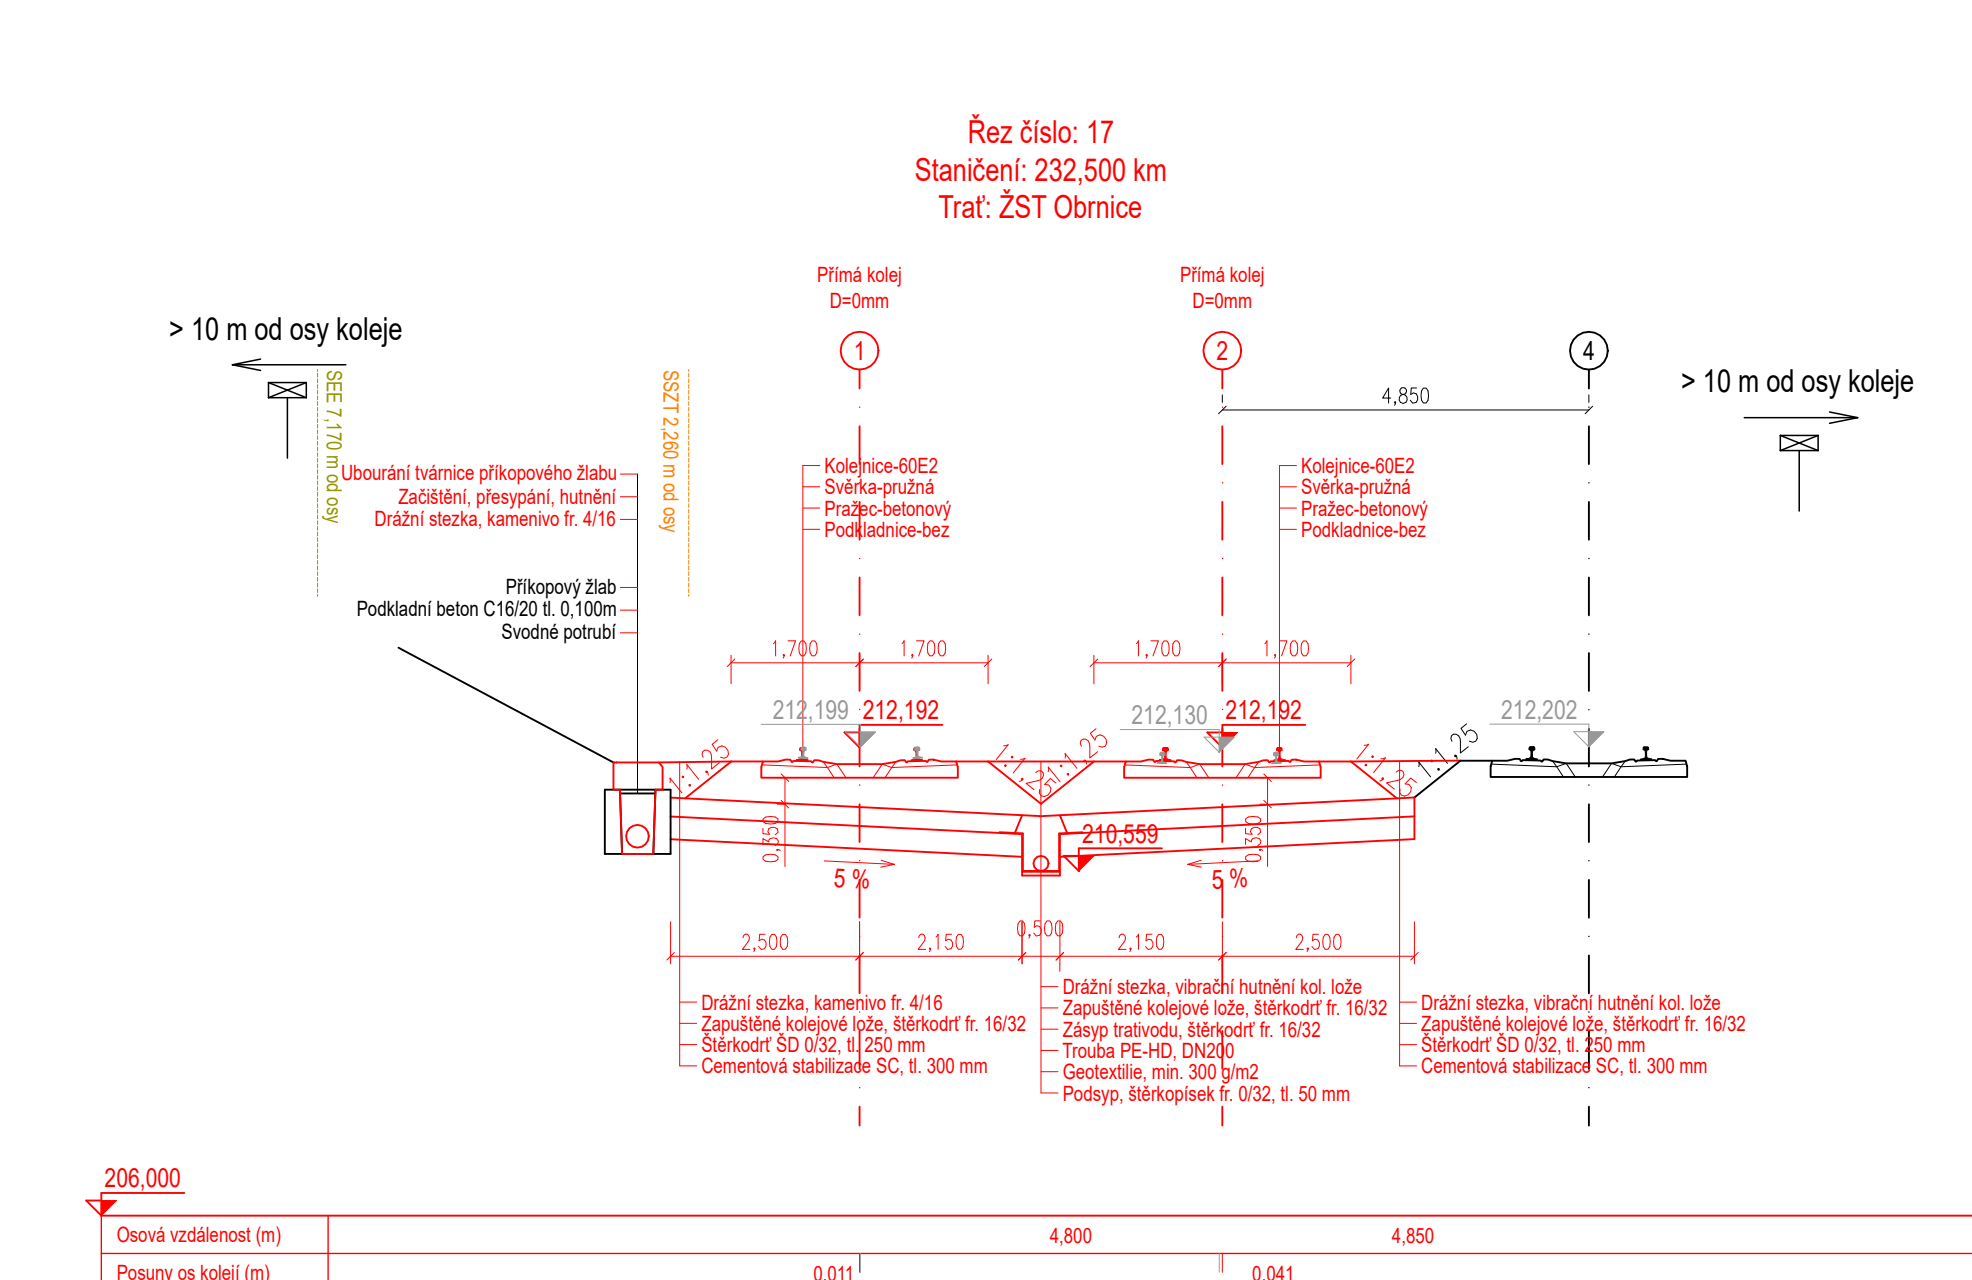 Řez číslo: 17
Staničení: 232,500 km
Trať: ŽST Obrnice
Přímá kolej
D=0mm
Přímá kolej
D=0mm
> 10 m od osy koleje
1
2
4
> 10 m od osy koleje
4,850
SEE 7,170 m od osy
SSZT 2,260 m od osy
Ubourání tvárnice příkopového žlabu
Začištění, přesypání, hutnění
Drážní stezka, kamenivo fr. 4/16
Kolejnice-60E2
Svěrka-pružná
Pražec-betonový
Podkladnice-bez
Kolejnice-60E2
Svěrka-pružná
Pražec-betonový
Podkladnice-bez
Příkopový žlab
Podkladní beton C16/20 tl. 0,100m
Svodné potrubí
1,700
1,700
1,700
1,700
212,199
212,192
212,130
212,192
212,202
1:1,25
1:1,25
1:1,25
1:1,25
1:1,25
0,350
0,350
210,559
5 %
5 %
2,500
2,150
0,500
2,150
2,500
Drážní stezka, kamenivo fr. 4/16
Zapuštěné kolejové lože, štěrkodrť fr. 16/32
Štěrkodrť ŠD 0/32, tl. 250 mm
Cementová stabilizace SC, tl. 300 mm
Drážní stezka, vibrační hutnění kol. lože
Zapuštěné kolejové lože, štěrkodrť fr. 16/32
Zásyp trativodu, štěrkodrť fr. 16/32
Trouba PE-HD, DN200
Geotextilie, min. 300 g/m2
Podsyp, štěrkopísek fr. 0/32, tl. 50 mm
Drážní stezka, vibrační hutnění kol. lože
Zapuštěné kolejové lože, štěrkodrť fr. 16/32
Štěrkodrť ŠD 0/32, tl. 250 mm
Cementová stabilizace SC, tl. 300 mm
206,000
Osová vzdálenost (m)
4,800
4,850
Posuny os kolejí (m)
0,011
0,041